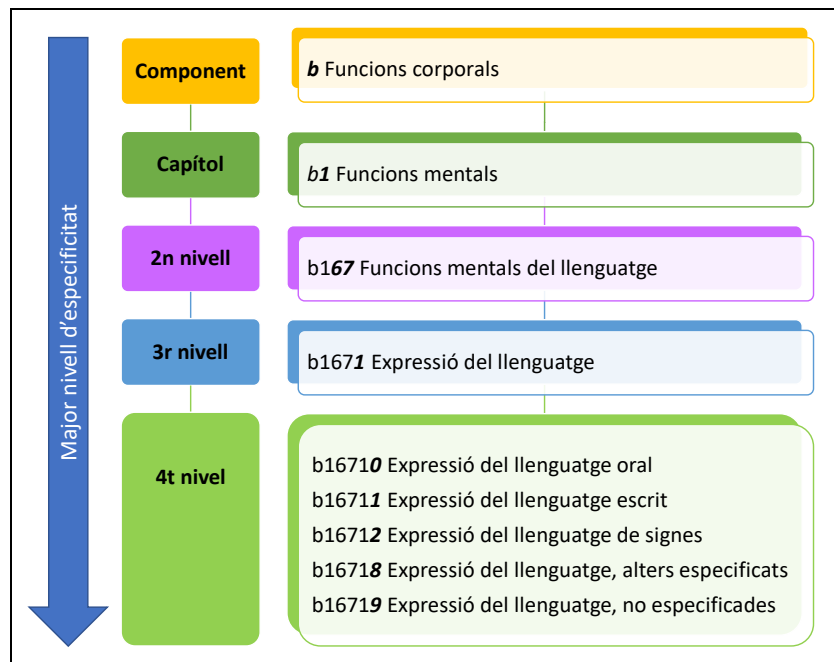 Major nivell d'especificitat
Component
b Funcions corporals
Capítol
b1 Funcions mentals
2n nivell
b167 Funcions mentals del llenguatge
3r nivell
b1671 Expressió del llenguatge
4t nivel
b16710 Expressió del llenguatge oral
b16711 Expressió del llenguatge escrit
b16712 Expressió del llenguatge de signes
b16718 Expressió del llenguatge, alters especificats
b16719 Expressió del llenguatge, no especificades